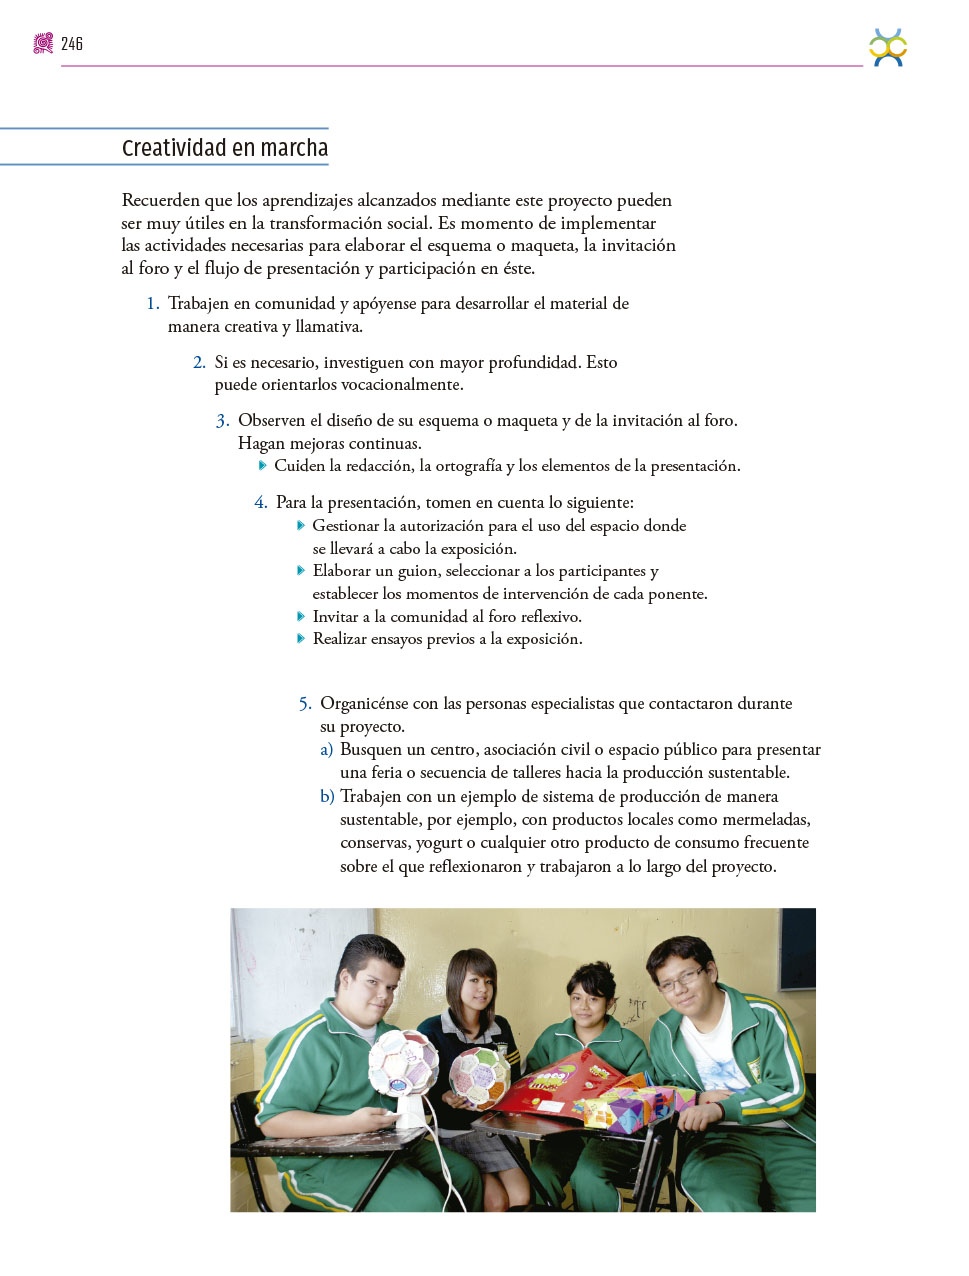 246
Creatividad en marcha
Recuerden que los aprendizajes alcanzados mediante este proyecto pueden
ser muy útiles en la transformación social. Es momento de implementar
las actividades necesarias para elaborar el esquema o maqueta, la invitación
al foro y el flujo de presentación y participación en éste.
1. Trabajen en comunidad y apóyense para desarrollar el material de
manera creativa y llamativa.
2. Si es necesario, investiguen con mayor profundidad. Esto
puede orientarlos vocacionalmente.
3. Observen el diseño de su esquema o maqueta y de la invitación al foro.
Hagan mejoras continuas.
Cuiden la redacción, la ortografía y los elementos de la presentación.
4. Para la presentación, tomen en cuenta lo siguiente:
Gestionar la autorización para el uso del espacio donde
se llevará a cabo la exposición.
Elaborar un guion, seleccionar a los participantes y
establecer los momentos de intervención de cada ponente.
Invitar a la comunidad al foro reflexivo.
Realizar ensayos previos a la exposición.
5. Organicénse con las personas especialistas que contactaron durante
su proyecto.
a) Busquen un centro, asociación civil o espacio público para presentar
una feria o secuencia de talleres hacia la producción sustentable.
b) Trabajen con un ejemplo de sistema de producción de manera
sustentable, por ejemplo, con productos locales como mermeladas,
conservas, yogurt o cualquier otro producto de consumo frecuente
sobre el que reflexionaron y trabajaron a lo largo del proyecto.